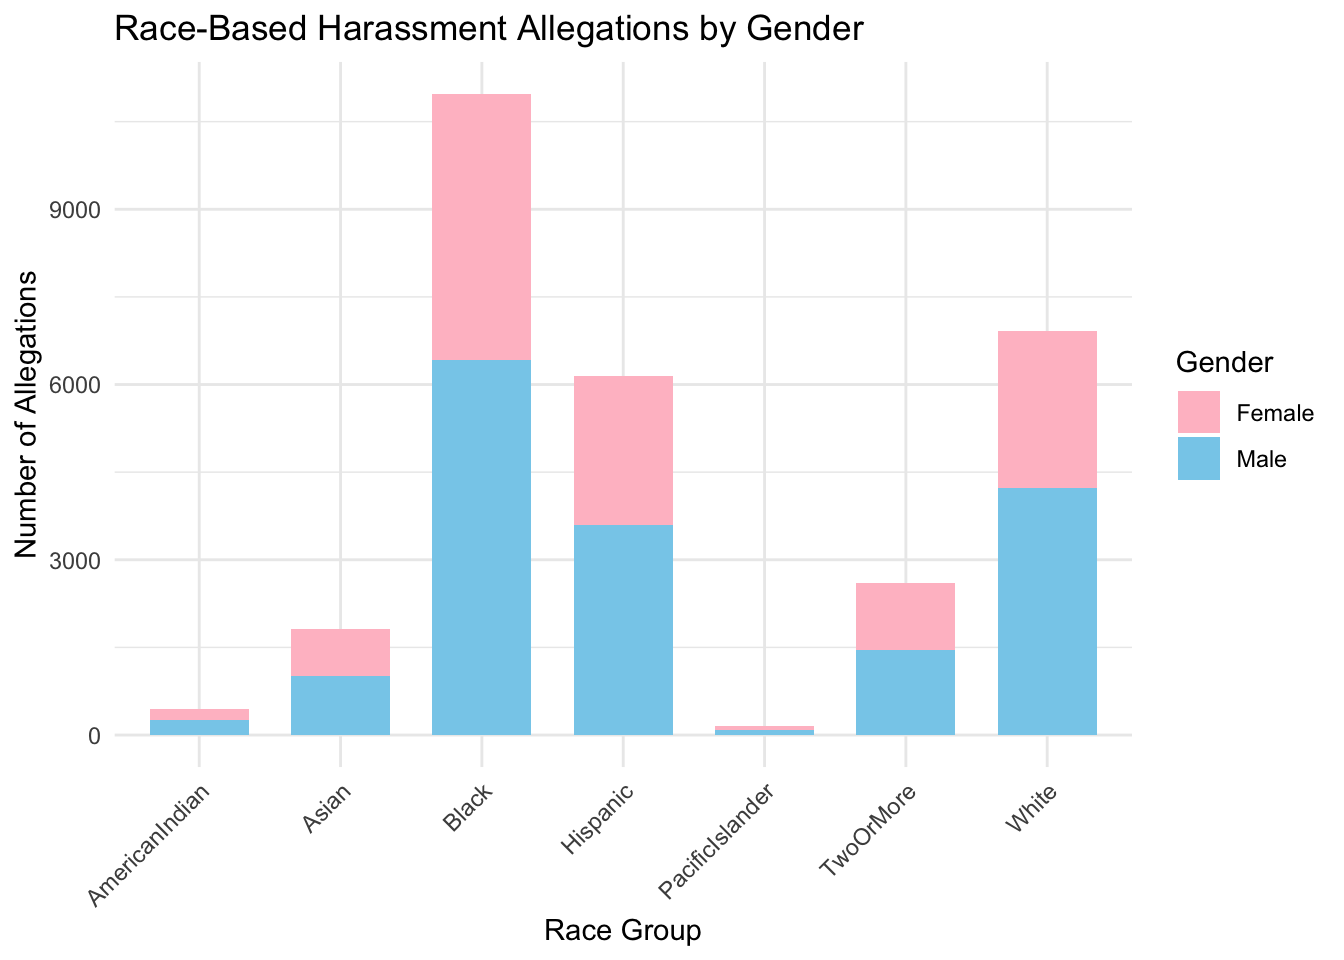 Race-Based Harassment Allegations by Gender
Number of Allegations
9000
6000
3000
0
AmericanIndian
Asian
Black
Hispanic
PacificIslander
TwoOrMore
White
Race Group
Gender
Female
Male